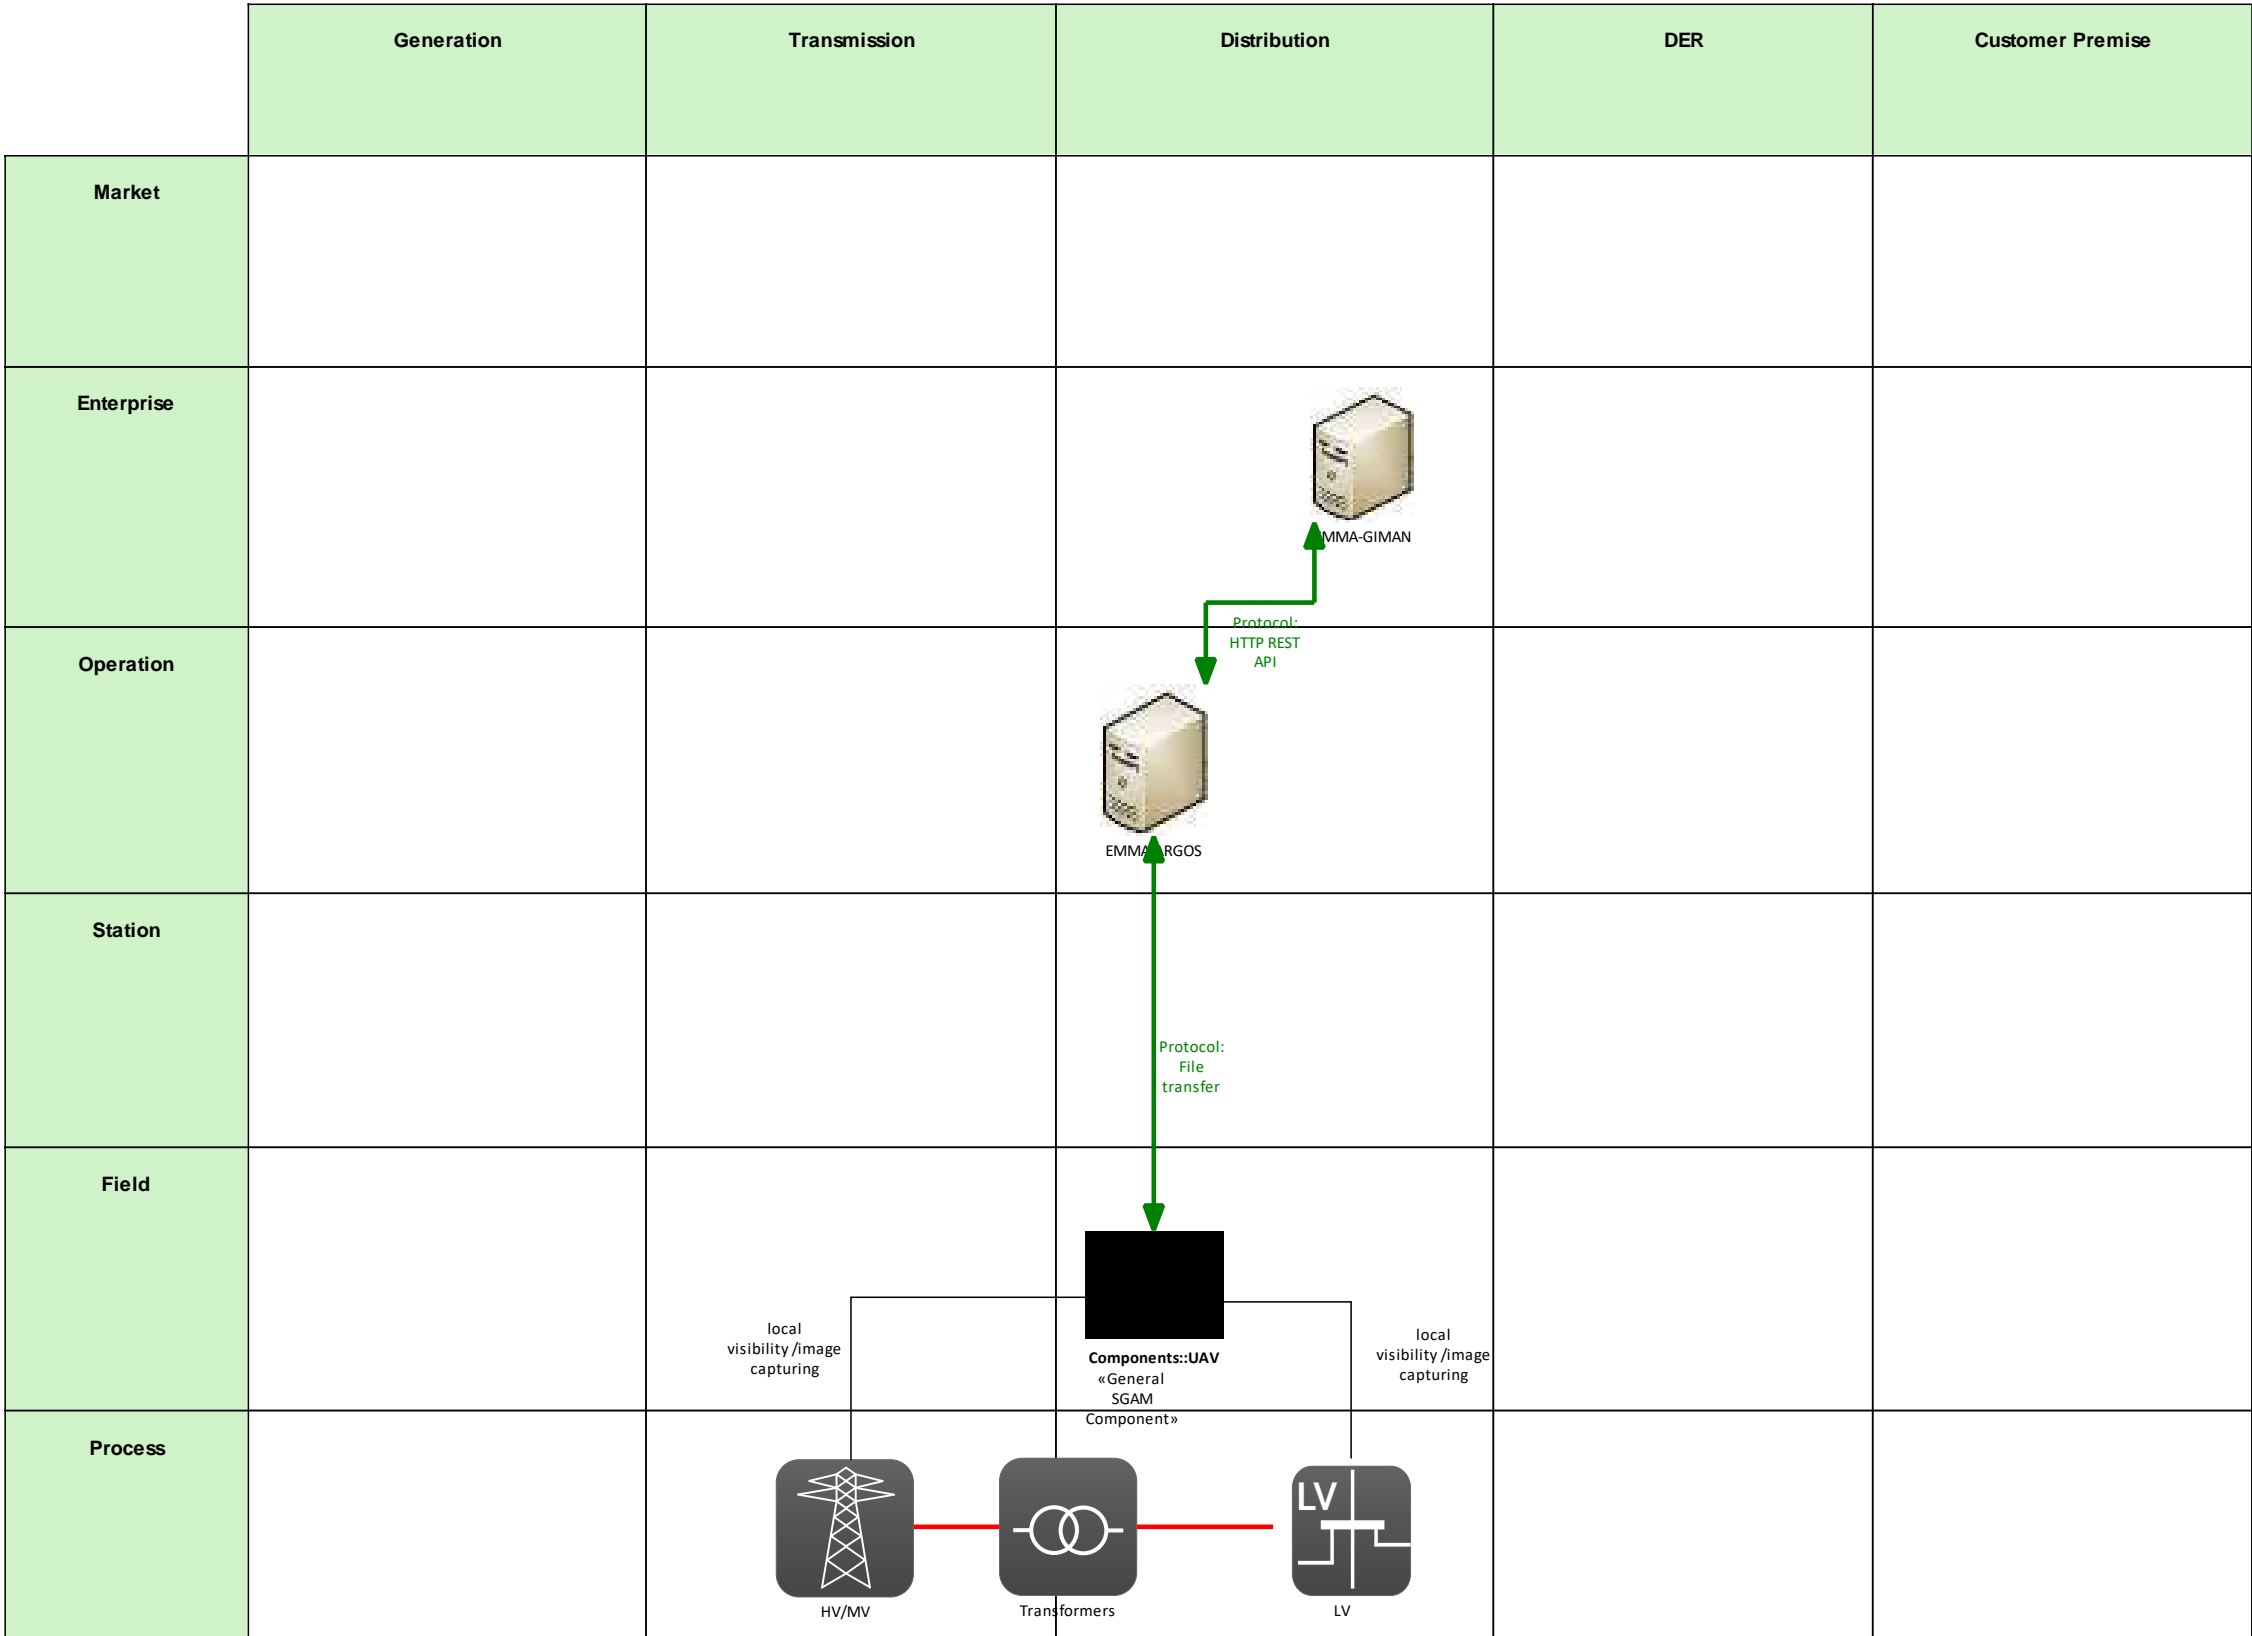 Generation
Transmission
Distribution
DER
Customer Premise
Market
Enterprise
MMA-GIMAN
Protocol:
HTTP REST
API
Operation
EMMA RGOS
Station
Protocol:
File
transfer
Field
local
visibility /image
capturing
Components::UAV
«General
SGAM
Component»
local
visibility /image
capturing
Process
LV
HV/MV
Transformers
LV